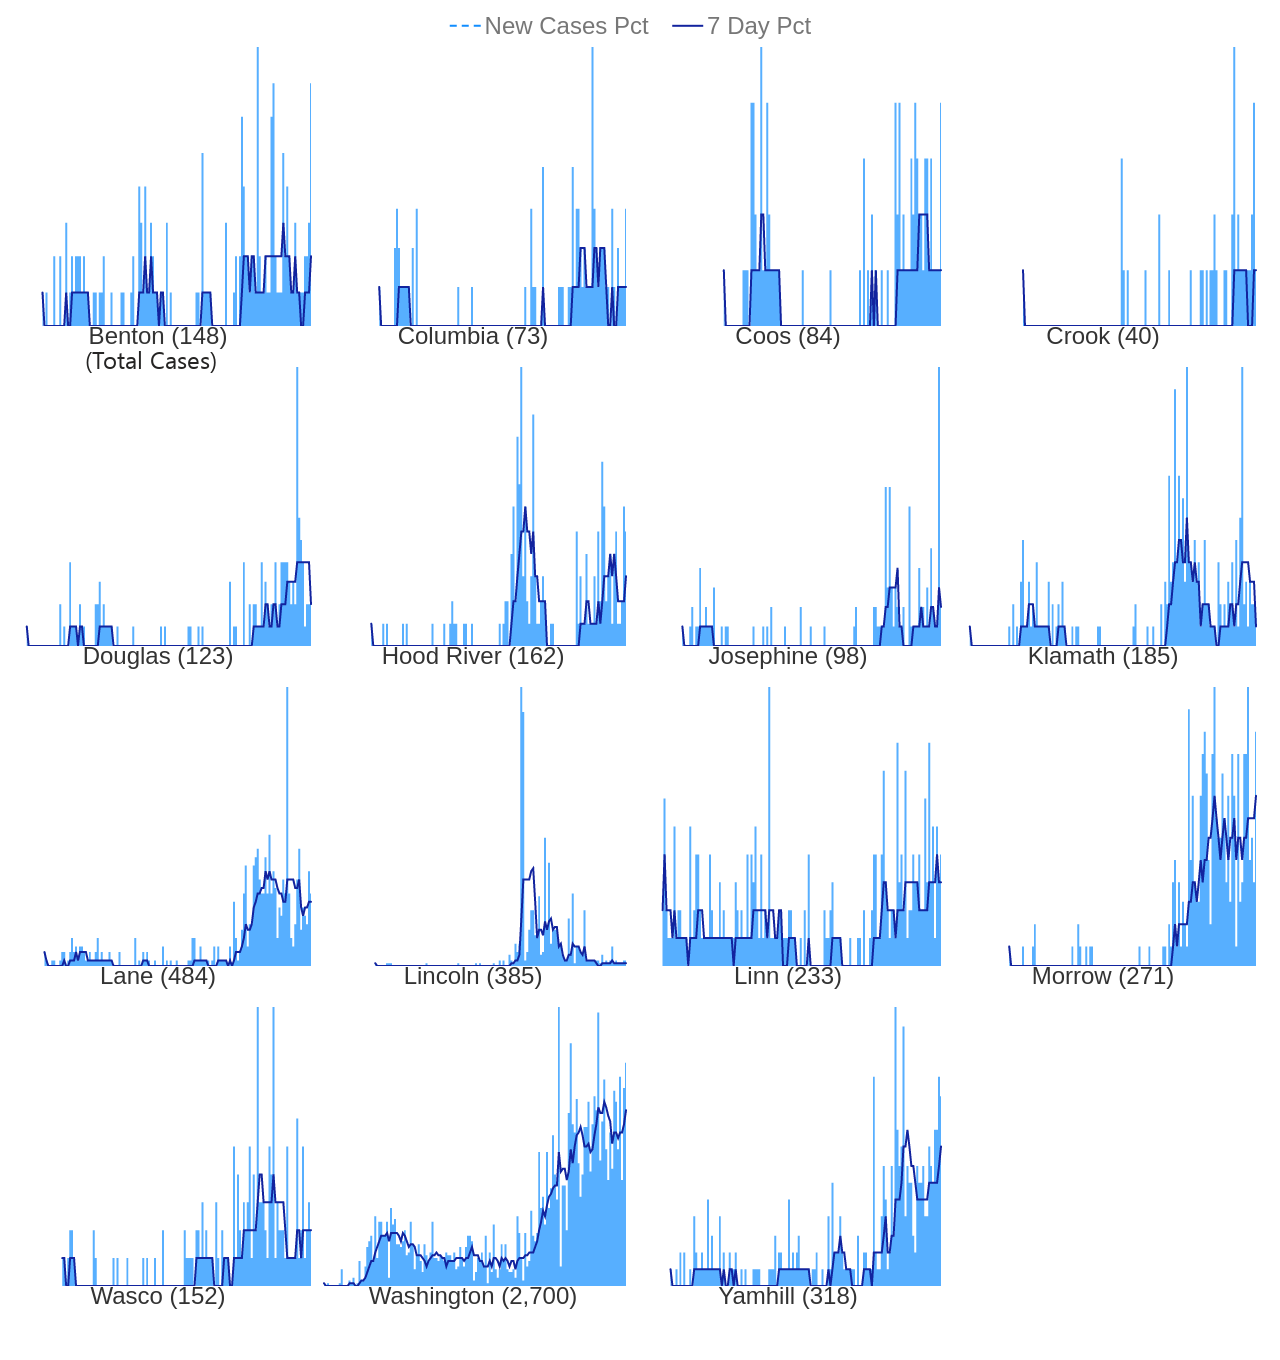 New Cases Pct 7 Day Pct
Benton (148) Columbia (73) Coos (84) Crook (40)
(Total Cases)
Douglas (123) Hood River (162) Josephine (98) Klamath (185)
Lane (484) Lincoln (385) Linn (233) Morrow (271)
Wasco (152) Washington (2,700) Yamhill (318)